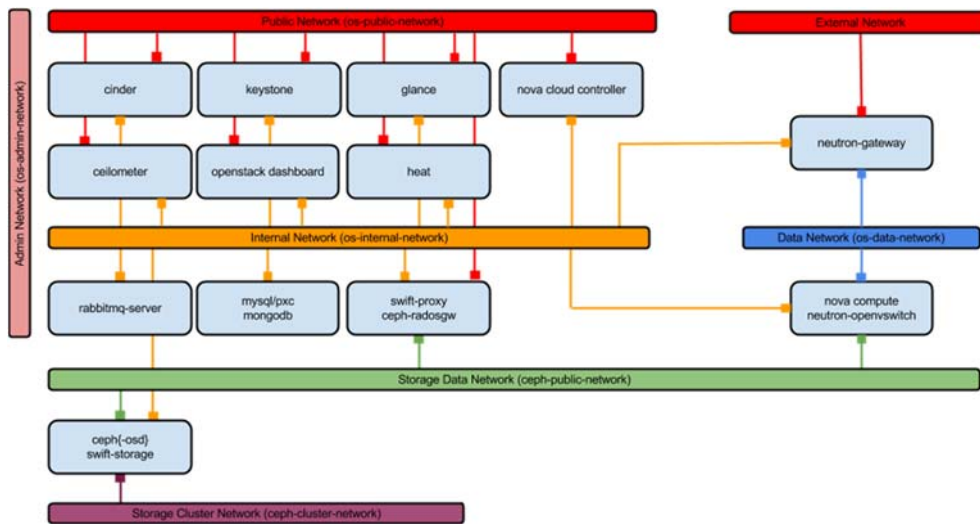 Public Network (os-public-network)
External Network
Admin Network (os-admin-network)
cinder
keystone
glance
nova cloud controller
neutron-gateway
ceilometer
openstack dashboard
heat
Internal Network (os-internal-network)
Data Network (os-data-network)
rabbitmq-server
mysql/pxc
mongodb
swift-proxy
ceph-radosgw
nova compute
neutron-openvswitch
Storage Data Network (ceph-public-network)
ceph{-osd}
swift-storage
Storage Cluster Network (ceph-cluster-network)